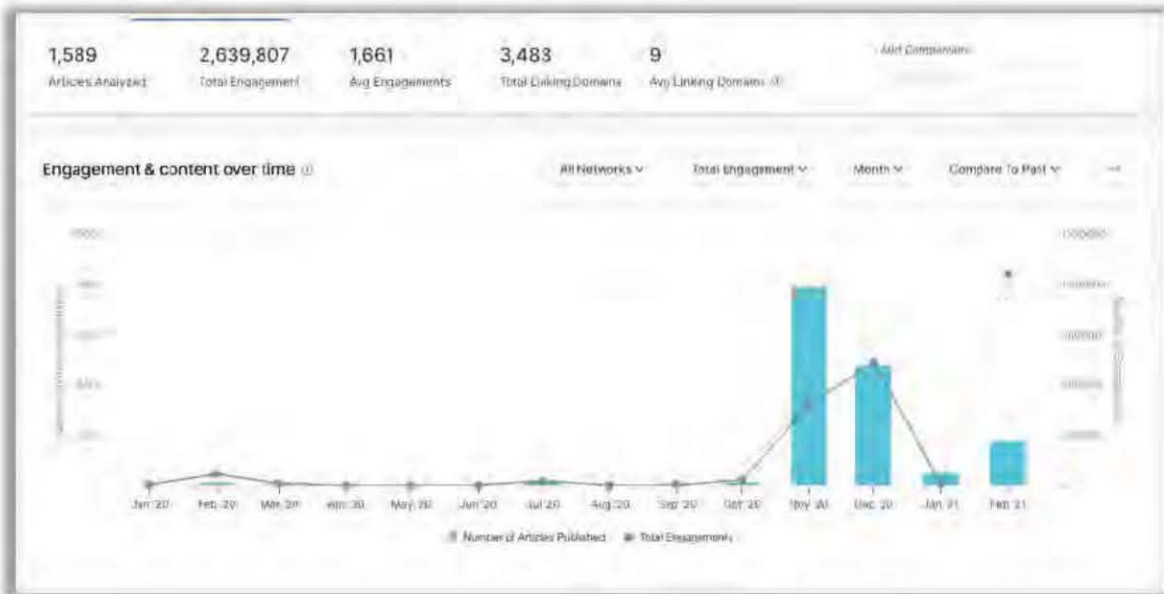 1,589 2,639,807 1,661 3,483 9 Add Comparison
Articles Analyzed Total Engagement Avg Engagements Total Linking Domains Avg Linking Domains
Engagement & content over time All Networks Total Engagement Month Compare To Past
Jan '20 Feb '20 Mar '20 Apr '20 May '20 Jun '20 Jul '20 Aug '20 Sep '20 Oct '20 Nov '20 Dec '20 Jan '21 Feb '21
Number of Articles Published Total Engagements